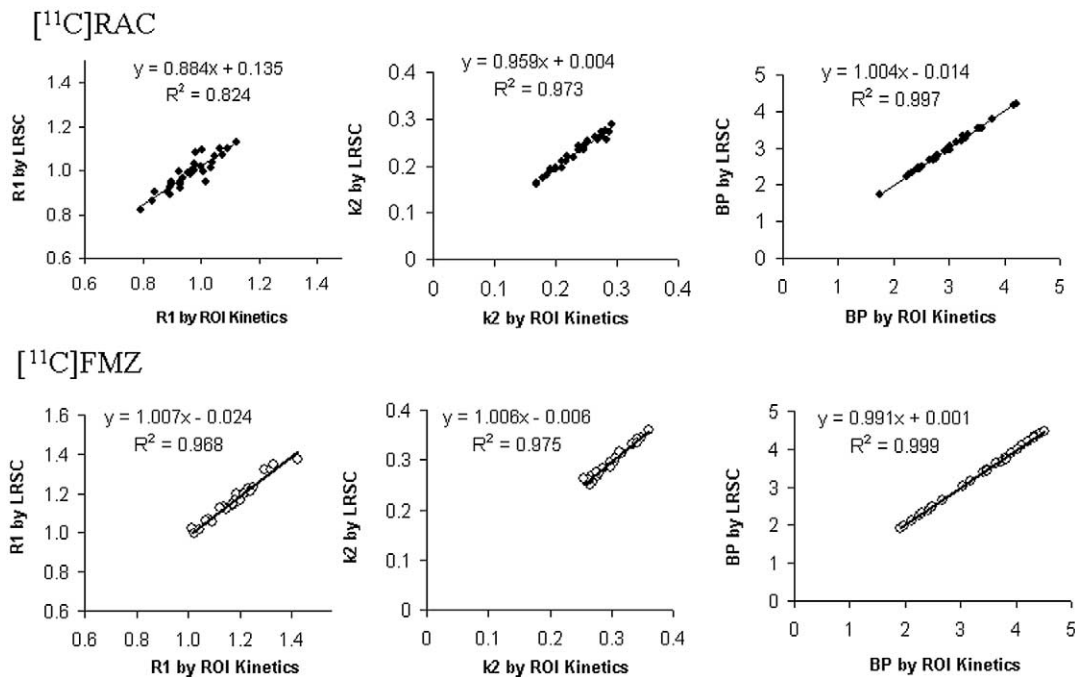 [¹¹C]RAC
y = 0.884x + 0.135
R² = 0.824
1.4
1.2
1.0
0.8
0.6
0.6 0.8 1.0 1.2 1.4
R1 by LRSC
R1 by ROI Kinetics
y = 0.959x + 0.004
R² = 0.973
0.4
0.3
0.2
0.1
0
0 0.1 0.2 0.3 0.4
k2 by LRSC
k2 by ROI Kinetics
y = 1.004x - 0.014
R² = 0.997
5
4
3
2
1
0
0 1 2 3 4 5
BP by LRSC
BP by ROI Kinetics
[¹¹C]FMZ
y = 1.007x - 0.024
R² = 0.968
1.6
1.4
1.2
1.0
0.8
0.6
0.6 0.8 1.0 1.2 1.4
R1 by LRSC
R1 by ROI Kinetics
y = 1.006x - 0.006
R² = 0.975
0.4
0.3
0.2
0.1
0
0 0.1 0.2 0.3 0.4
k2 by LRSC
k2 by ROI Kinetics
y = 0.991x + 0.001
R² = 0.999
5
4
3
2
1
0
0 1 2 3 4 5
BP by LRSC
BP by ROI Kinetics